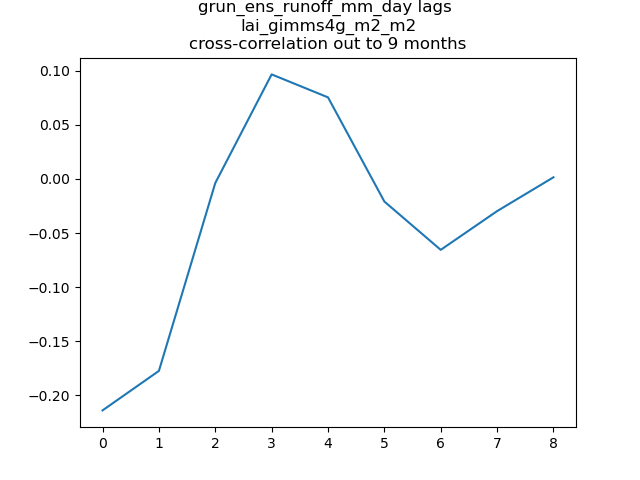 grun_ens_runoff_mm_day lags
lai_gimms4g_m2_m2
cross-correlation out to 9 months
0.10
0.05
0.00
−0.05
−0.10
−0.15
−0.20
0 1 2 3 4 5 6 7 8